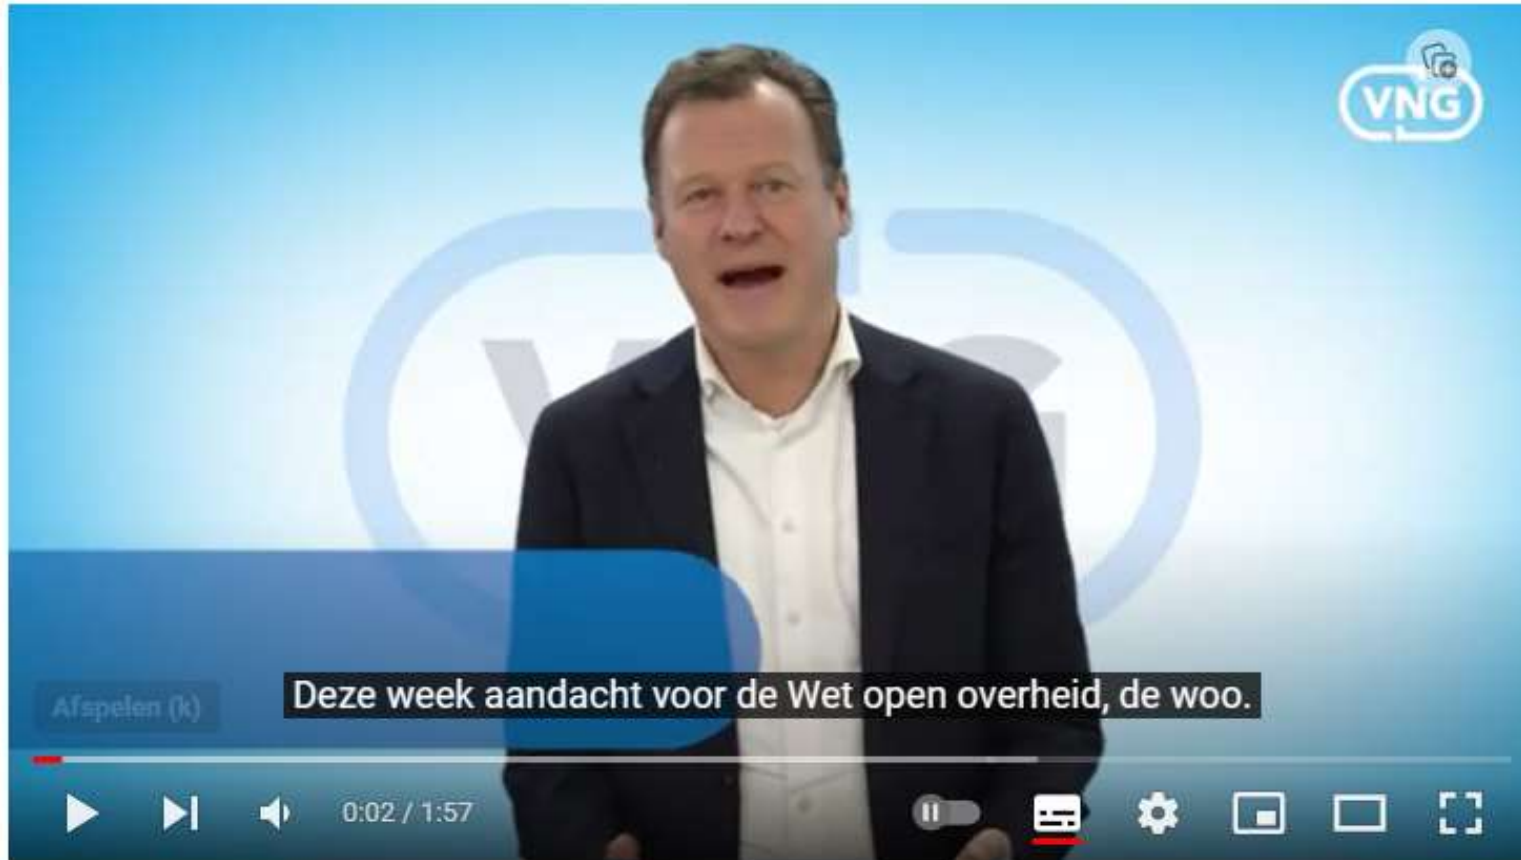 VNG
Deze week aandacht voor de Wet open overheid, de woo.
Afspelen (k)
0:02 / 1:57